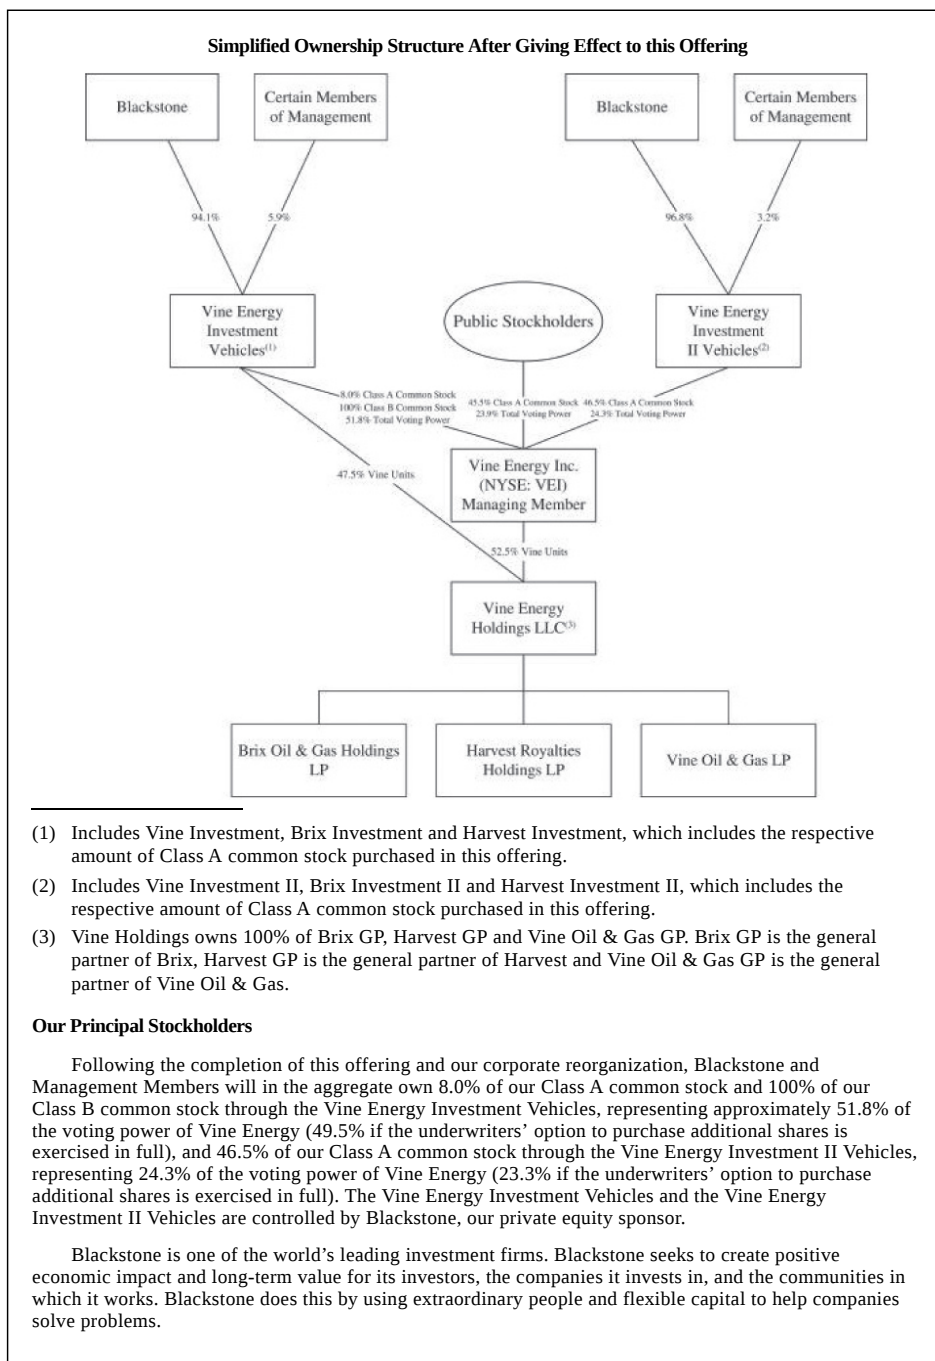 Simplified Ownership Structure After Giving Effect to this Offering
Blackstone
Certain Members
of Management
Blackstone
Certain Members
of Management
94.1%
5.9%
96.8%
3.2%
Vine Energy
Investment
Vehicles(1)
Public Stockholders
Vine Energy
Investment
II Vehicles(2)
8.0% Class A Common Stock
100% Class B Common Stock
51.8% Total Voting Power
45.5% Class A Common Stock
23.9% Total Voting Power
46.5% Class A Common Stock
24.3% Total Voting Power
47.5% Vine Units
Vine Energy Inc.
(NYSE: VEI)
Managing Member
52.5% Vine Units
Vine Energy
Holdings LLC(3)
Brix Oil & Gas Holdings
LP
Harvest Royalties
Holdings LP
Vine Oil & Gas LP
(1) Includes Vine Investment, Brix Investment and Harvest Investment, which includes the respective
amount of Class A common stock purchased in this offering.
(2) Includes Vine Investment II, Brix Investment II and Harvest Investment II, which includes the
respective amount of Class A common stock purchased in this offering.
(3) Vine Holdings owns 100% of Brix GP, Harvest GP and Vine Oil & Gas GP. Brix GP is the general
partner of Brix, Harvest GP is the general partner of Harvest and Vine Oil & Gas GP is the general
partner of Vine Oil & Gas.
Our Principal Stockholders
Following the completion of this offering and our corporate reorganization, Blackstone and
Management Members will in the aggregate own 8.0% of our Class A common stock and 100% of our
Class B common stock through the Vine Energy Investment Vehicles, representing approximately 51.8% of
the voting power of Vine Energy (49.5% if the underwriters’ option to purchase additional shares is
exercised in full), and 46.5% of our Class A common stock through the Vine Energy Investment II Vehicles,
representing 24.3% of the voting power of Vine Energy (23.3% if the underwriters’ option to purchase
additional shares is exercised in full). The Vine Energy Investment Vehicles and the Vine Energy
Investment II Vehicles are controlled by Blackstone, our private equity sponsor.
Blackstone is one of the world’s leading investment firms. Blackstone seeks to create positive
economic impact and long-term value for its investors, the companies it invests in, and the communities in
which it works. Blackstone does this by using extraordinary people and flexible capital to help companies
solve problems.